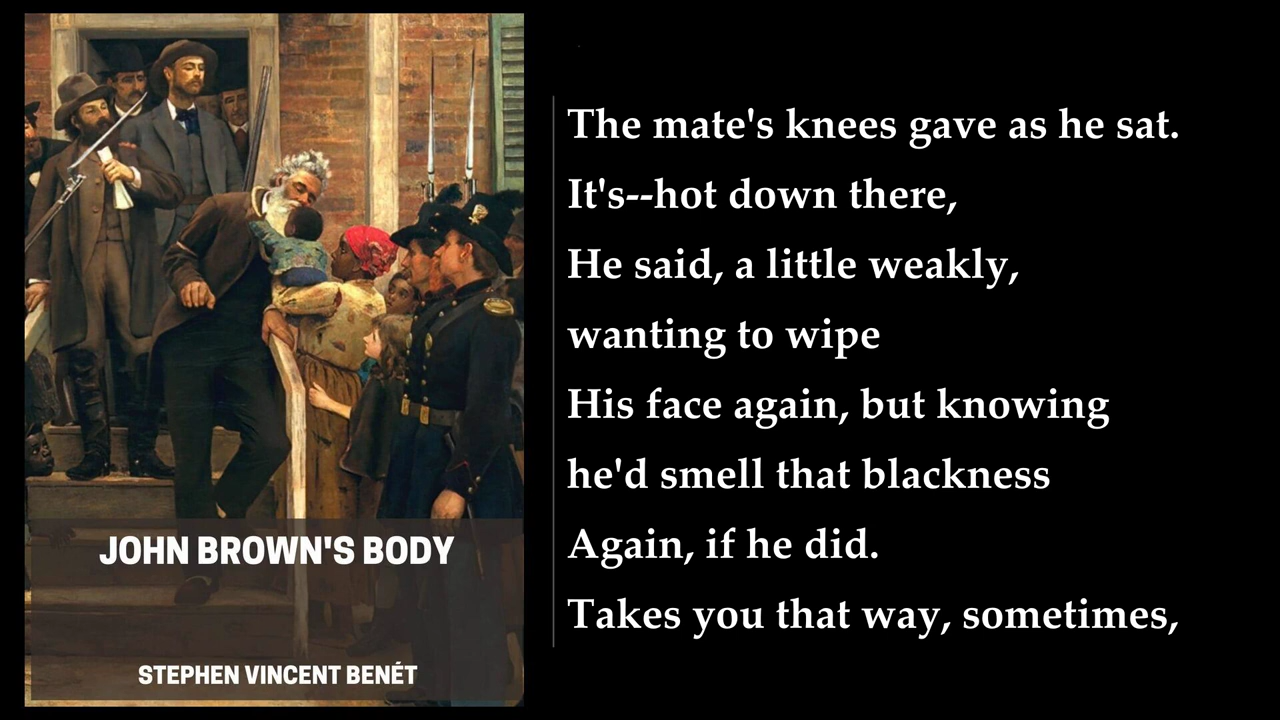 JOHN BROWN'S BODY
STEPHEN VINCENT BENÉT
The mate's knees gave as he sat.
It's--hot down there,
He said, a little weakly,
wanting to wipe
His face again, but knowing
he'd smell that blackness
Again, if he did.
Takes you that way, sometimes,